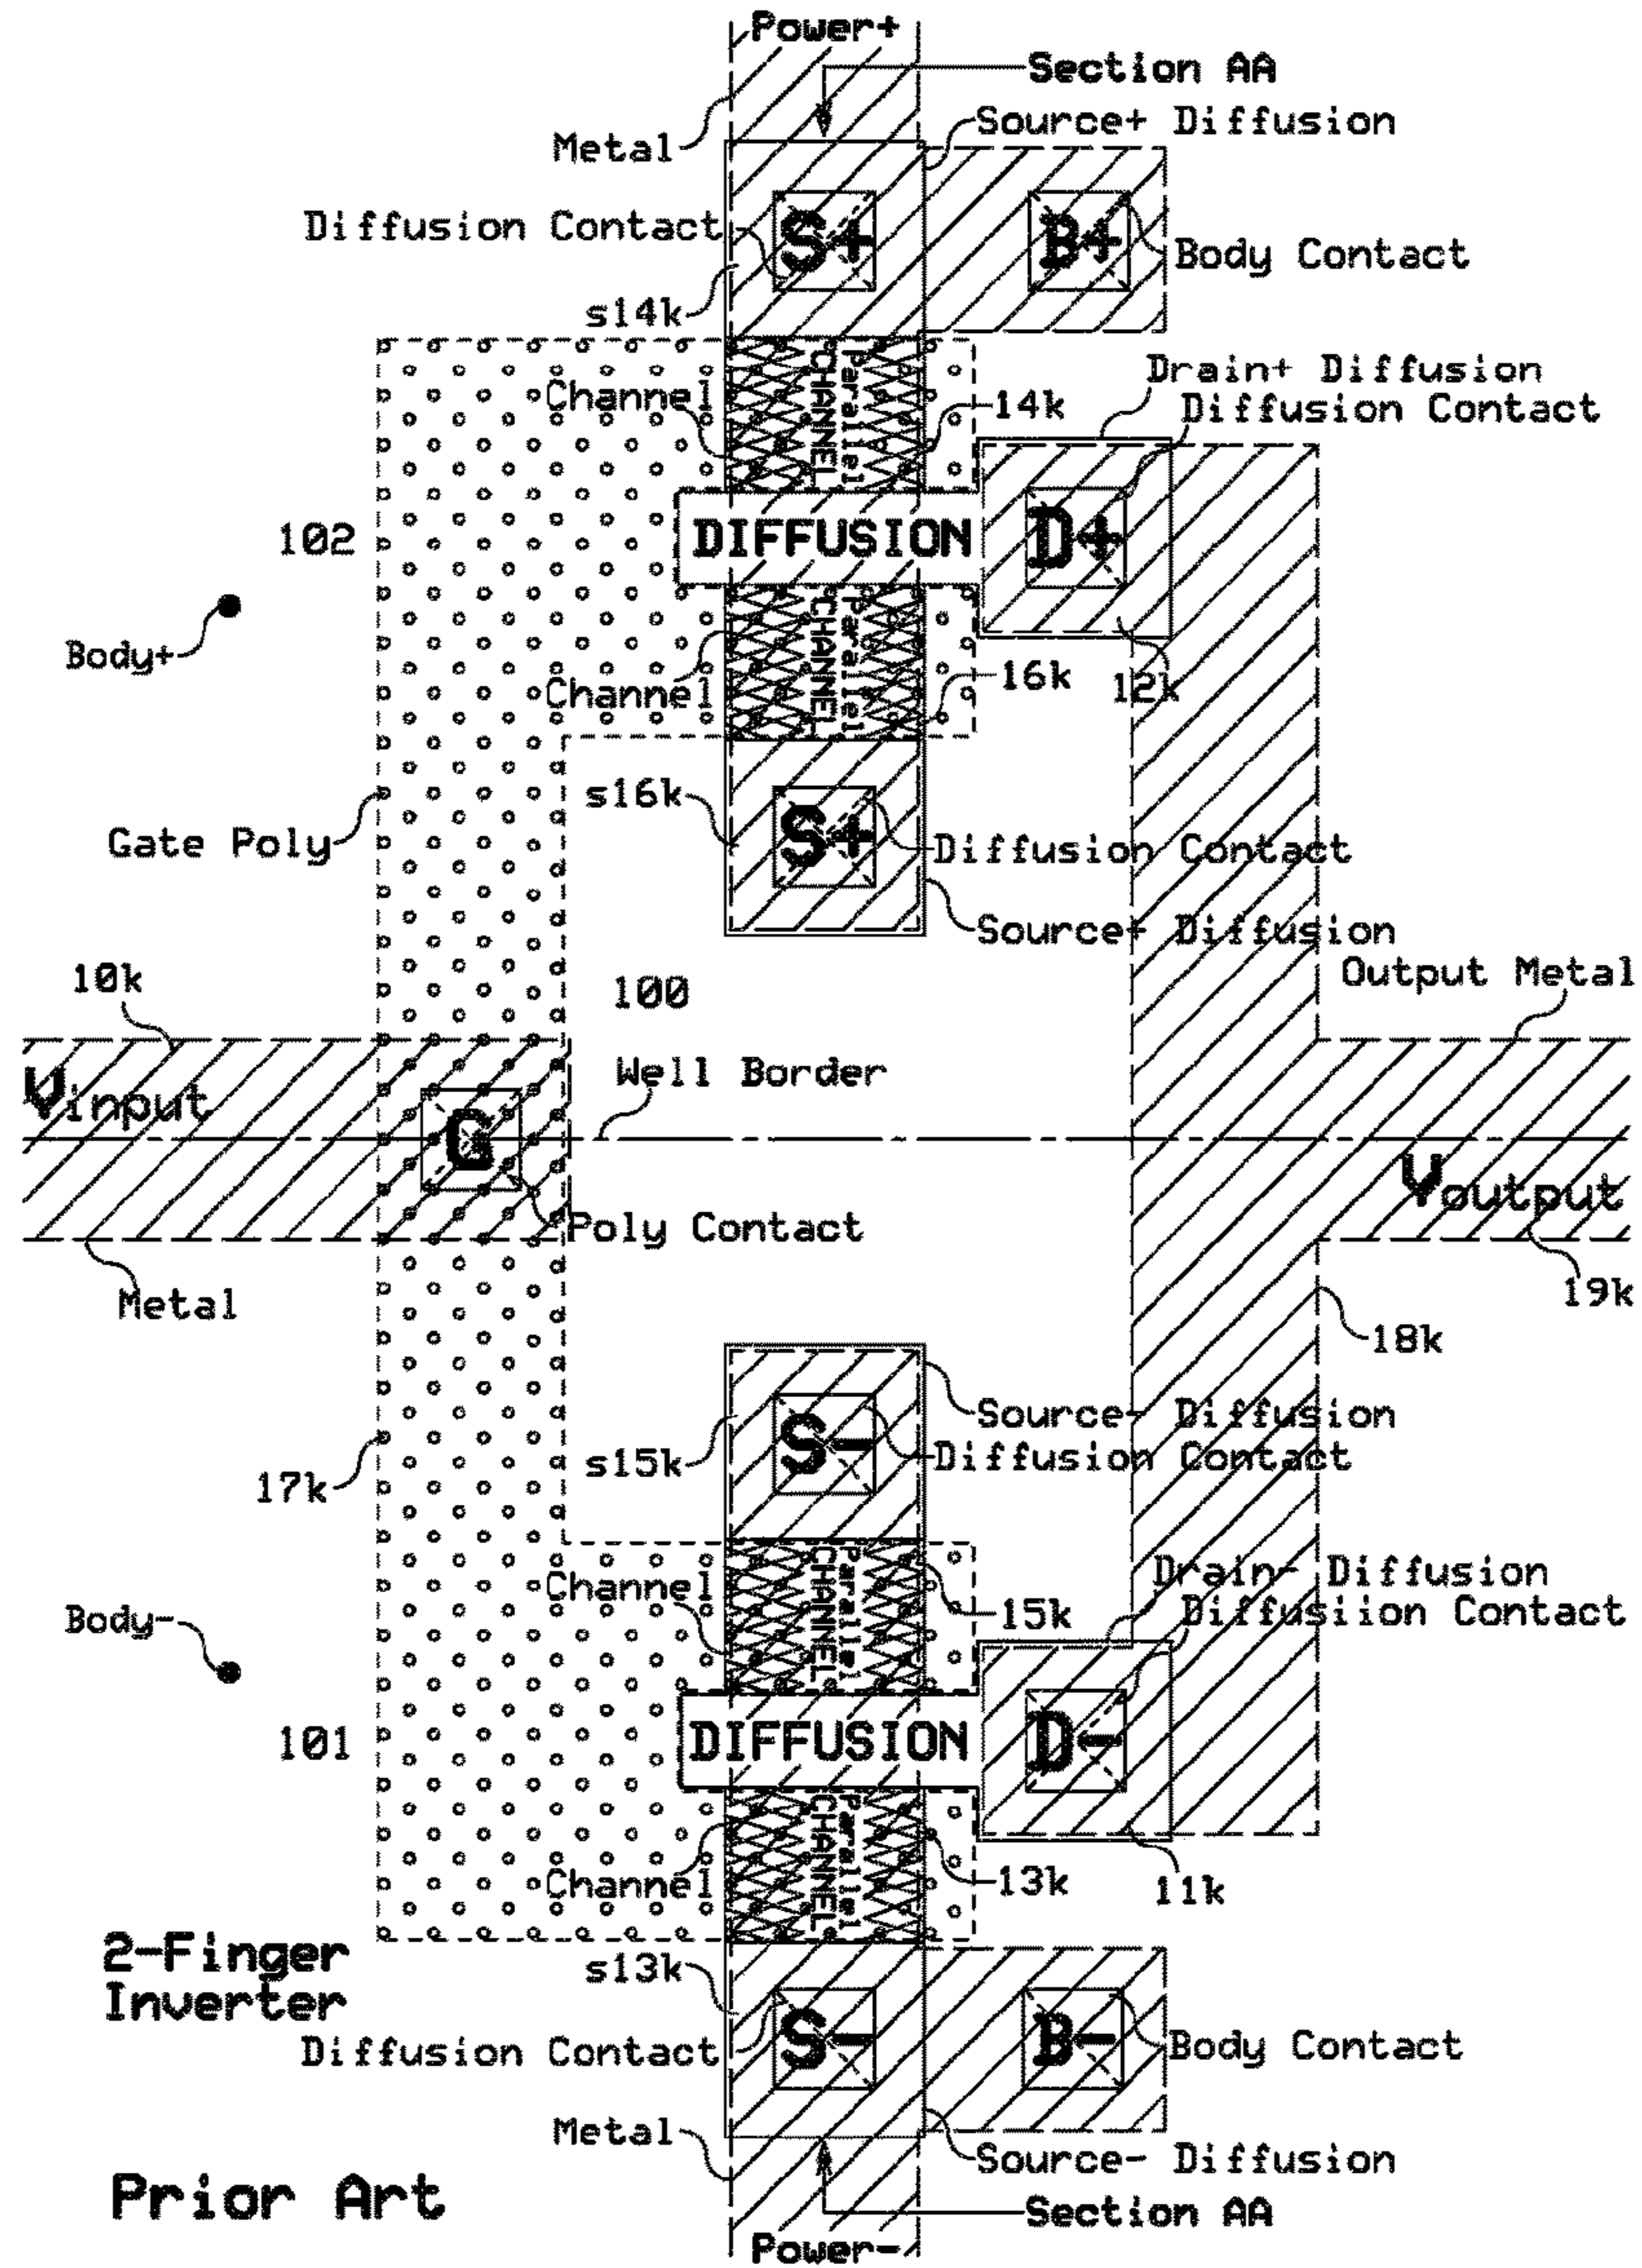 Power+
Section AA
Source+ Diffusion
Metal
Diffusion Contact
S+
B+
Body Contact
s14k
Channel
Parallel
CHANNEL
14k
Drain+ Diffusion
Diffusion Contact
102
DIFFUSION
D+
Body+
Channel
Parallel
CHANNEL
16k
12k
s16k
S+
Gate Poly
Diffusion Contact
Source+ Diffusion
Output Metal
10k
100
Vinput
Well Border
G
Voutput
Poly Contact
Metal
19k
18k
Source- Diffusion
S-
s15k
Diffusion Contact
17k
Channel
Parallel
CHANNEL
15k
Drain- Diffusion
Diffusiion Contact
Body-
101
DIFFUSION
D-
Channel
Parallel
CHANNEL
13k
11k
2-Finger
Inverter
s13k
S-
B-
Diffusion Contact
Body Contact
Metal
Source- Diffusion
Prior Art
Section AA
Power-